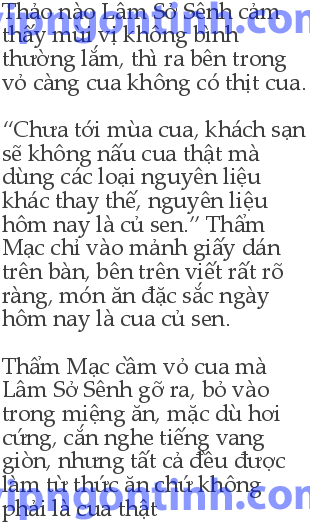 Thảo nào Lâm Sở Sênh cảm
thấy mùi vị không bình
thường lắm, thì ra bên trong
vỏ càng cua không có thịt cua.
“Chưa tới mùa cua, khách sạn
sẽ không nấu cua thật mà
dùng các loại nguyên liệu
khác thay thế, nguyên liệu
hôm nay là củ sen.” Thẩm
Mạc chỉ vào mảnh giấy dán
trên bàn, bên trên viết rất rõ
ràng, món ăn đặc sắc ngày
hôm nay là cua củ sen.
Thẩm Mạc cầm vỏ cua mà
Lâm Sở Sênh gỡ ra, bỏ vào
trong miệng ăn, mặc dù hơi
cứng, cắn nghe tiếng vang
giòn, nhưng tất cả đều được
làm từ thức ăn chứ không
phải là cua thật
vipngontinh.com
vipngontinh.com